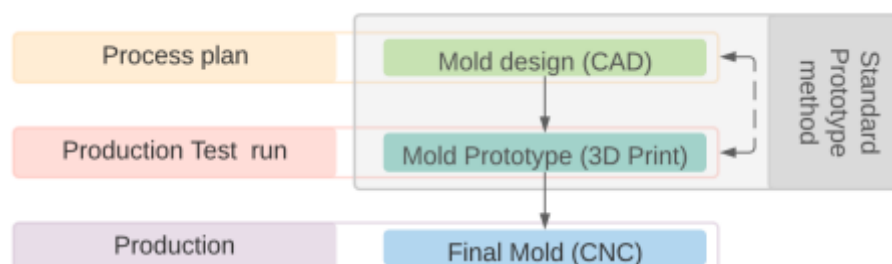 Process plan
Mold design (CAD)
Production Test run
Mold Prototype (3D Print)
Production
Final Mold (CNC)
Standard
Prototype
method